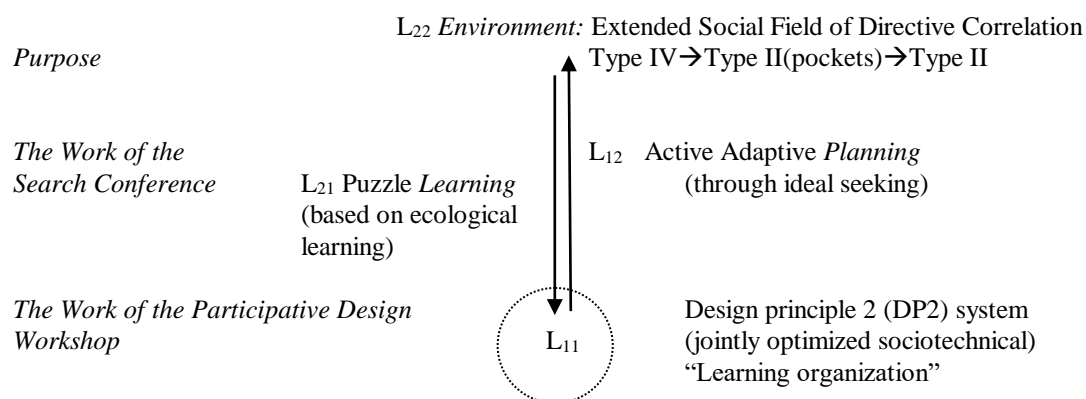 L22 Environment: Extended Social Field of Directive Correlation
Purpose
Type IV→Type II(pockets)→Type II
The Work of the
Search Conference
L21 Puzzle Learning
(based on ecological
learning)
L12 Active Adaptive Planning
(through ideal seeking)
The Work of the Participative Design
Workshop
L11
Design principle 2 (DP2) system
(jointly optimized sociotechnical)
“Learning organization”